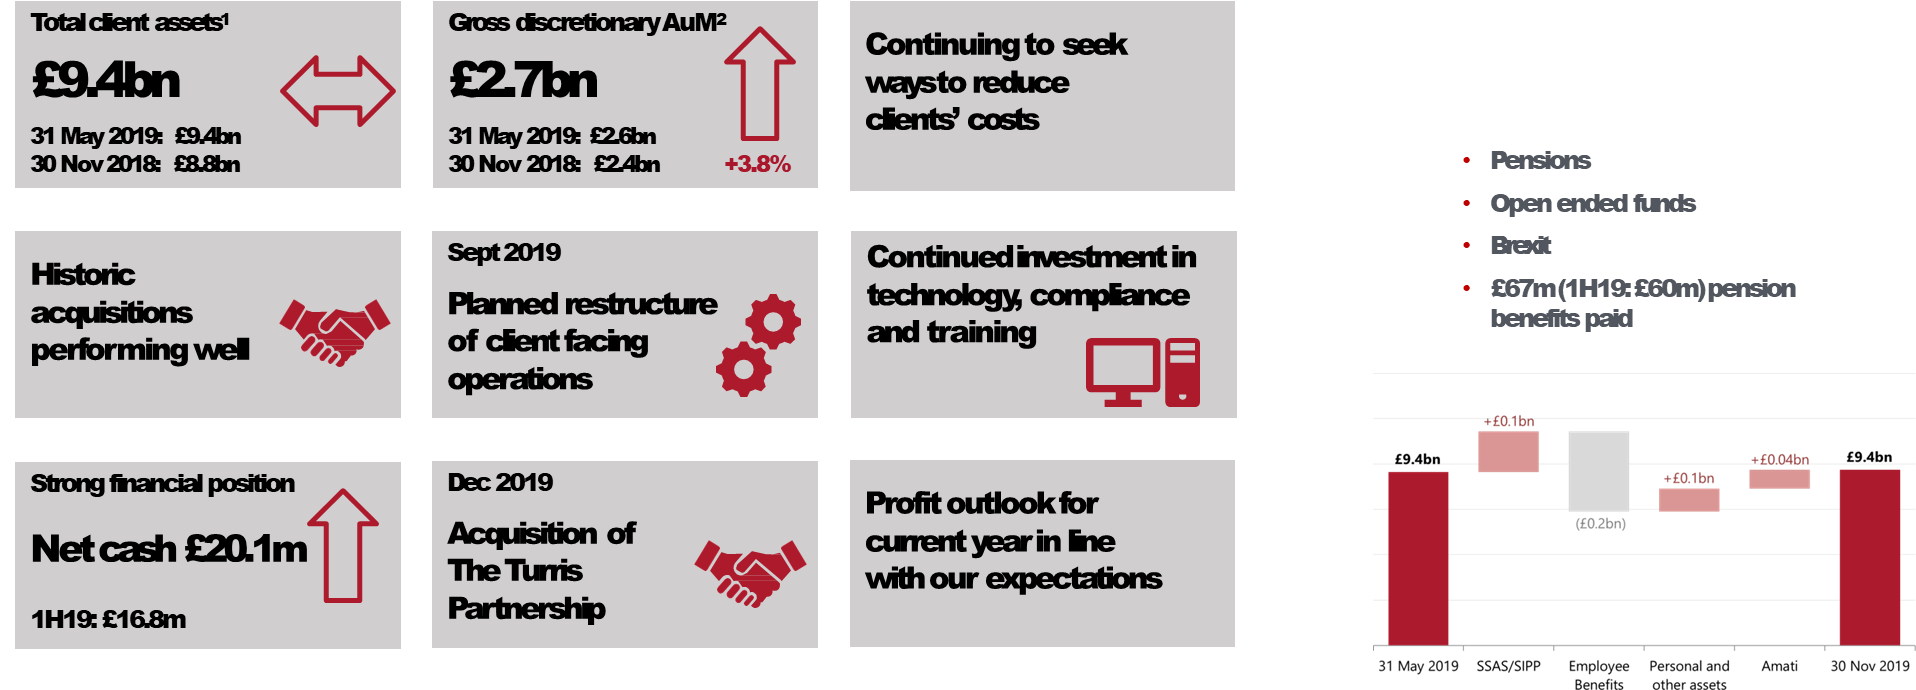 Total client assets¹
£9.4bn
31 May 2019: £9.4bn
30 Nov 2018: £8.8bn
Gross discretionary AuM²
£2.7bn
31 May 2019: £2.6bn
30 Nov 2018: £2.4bn
+3.8%
Continuing to seek
ways to reduce
clients’ costs
Historic
acquisitions
performing well
Sept 2019
Planned restructure
of client facing
operations
Continued investment in
technology, compliance
and training
Strong financial position
Net cash £20.1m
1H19: £16.8m
Dec 2019
Acquisition of
The Turris
Partnership
Profit outlook for
current year in line
with our expectations
• Pensions
• Open ended funds
• Brexit
• £67m (1H19: £60m) pension
benefits paid
£9.4bn
+£0.1bn
(£0.2bn)
+£0.1bn
+£0.04bn
£9.4bn
31 May 2019
SSAS/SIPP
Employee
Benefits
Personal and
other assets
Amati
30 Nov 2019